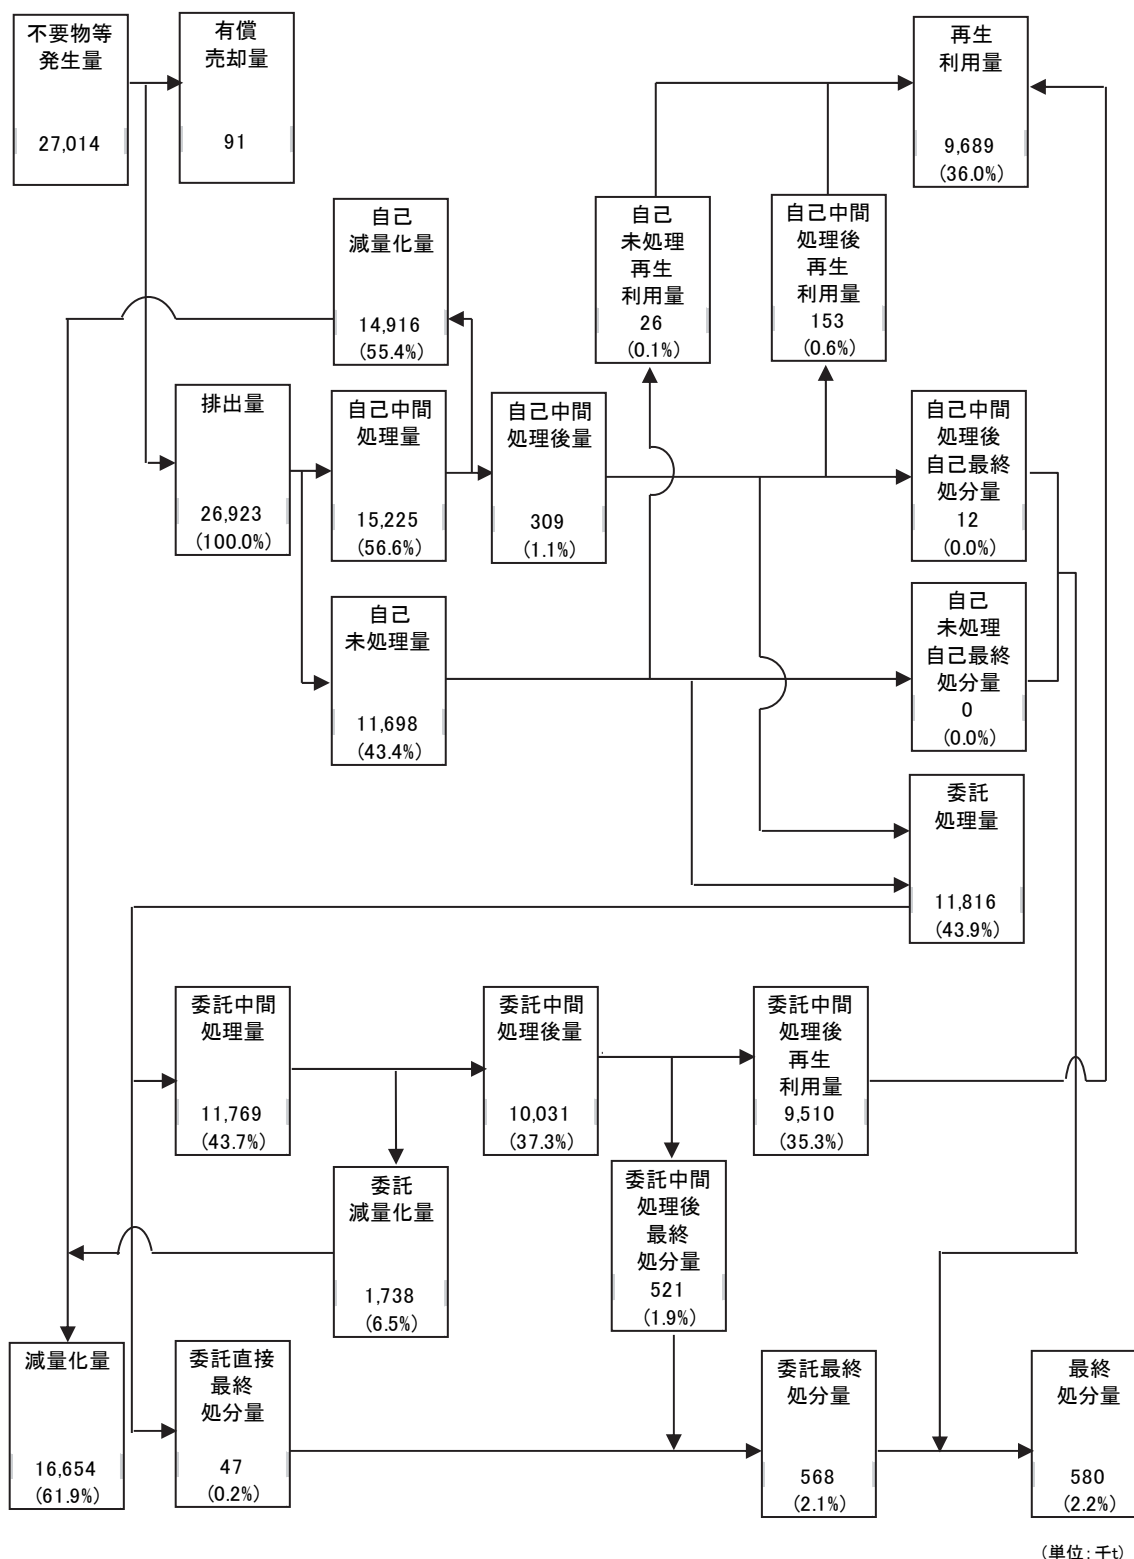 不要物等
発生量
27,014
有償
売却量
91
再生
利用量
9,689
(36.0%)
自己
減量化量
14,916
(55.4%)
自己
未処理
再生
利用量
26
(0.1%)
自己中間
処理後
再生
利用量
153
(0.6%)
排出量
26,923
(100.0%)
自己中間
処理量
15,225
(56.6%)
自己中間
処理後量
309
(1.1%)
自己中間
処理後
自己最終
処分量
12
(0.0%)
自己
未処理量
11,698
(43.4%)
自己
未処理
自己最終
処分量
0
(0.0%)
委託
処理量
11,816
(43.9%)
委託中間
処理量
11,769
(43.7%)
委託中間
処理後量
10,031
(37.3%)
委託中間
処理後
再生
利用量
9,510
(35.3%)
委託
減量化量
1,738
(6.5%)
委託中間
処理後
最終
処分量
521
(1.9%)
減量化量
16,654
(61.9%)
委託直接
最終
処分量
47
(0.2%)
委託最終
処分量
568
(2.1%)
最終
処分量
580
(2.2%)
(単位:千t)